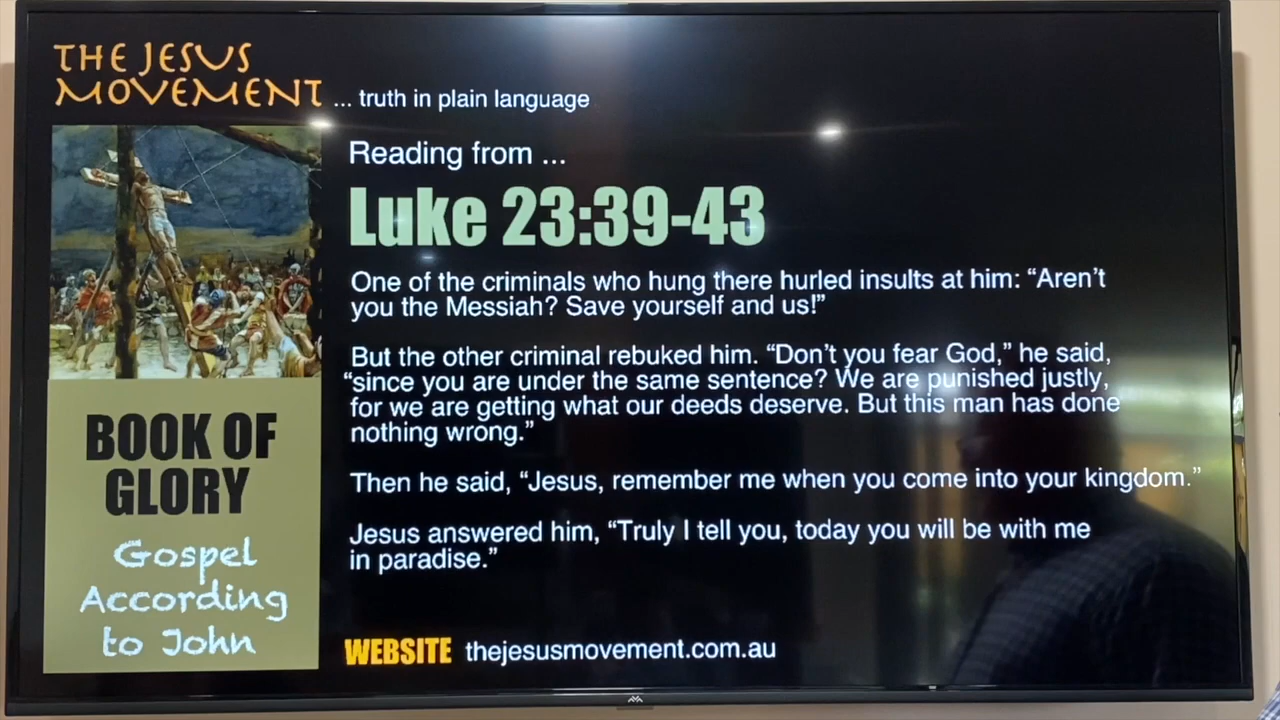 THE JESUS
MOVEMENT ... truth in plain language
Reading from ...
Luke 23:39-43
One of the criminals who hung there hurled insults at him: “Aren’t
you the Messiah? Save yourself and us!”
But the other criminal rebuked him. “Don’t you fear God,” he said,
“since you are under the same sentence? We are punished justly,
for we are getting what our deeds deserve. But this man has done
nothing wrong.”
Then he said, “Jesus, remember me when you come into your kingdom.”
Jesus answered him, “Truly I tell you, today you will be with me
in paradise.”
BOOK OF
GLORY
Gospel
According
to John
WEBSITE thejesusmovement.com.au